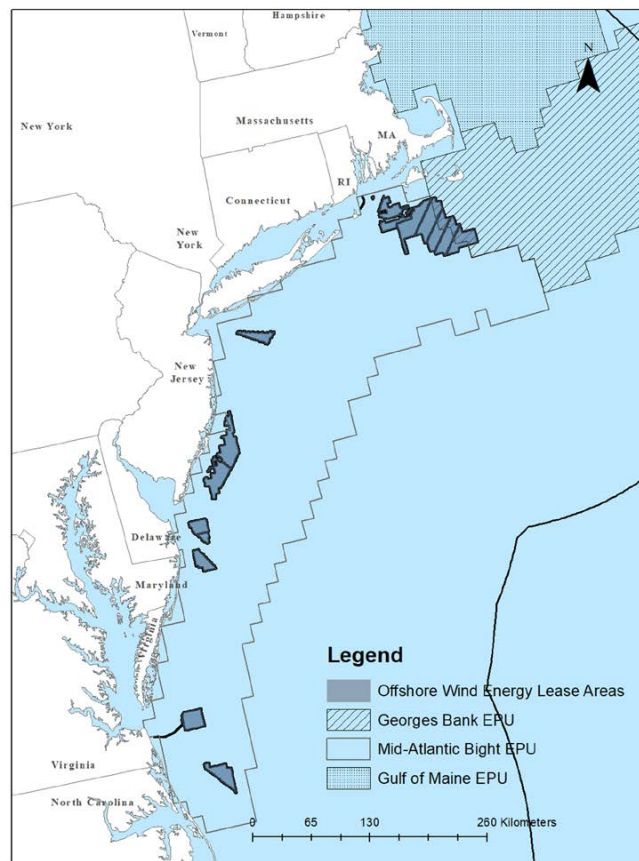 Hampshire
Vermont
N
New York
Massachusetts
MA
RI
Connecticut
New
York
New
Jersey
Delaware
Maryland
Virginia
Legend
Offshore Wind Energy Lease Areas
Georges Bank EPU
Mid-Atlantic Bight EPU
Virginia
Gulf of Maine EPU
North Carolina
0 65 130 260 Kilometers